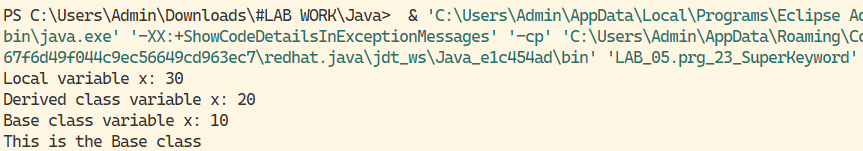 PS C:\Users\Admin\Downloads\#LAB WORK\Java>  & 'C:\Users\Admin\AppData\Local\Programs\Eclipse Ad
bin\java.exe' '-XX:+ShowCodeDetailsInExceptionMessages' '-cp' 'C:\Users\Admin\AppData\Roaming\Co
67f6d49f044c9ec56649cd963ec7\redhat.java\jdt_ws\Java_e1c454ad\bin' 'LAB_05.prg_23_SuperKeyword'
Local variable x: 30
Derived class variable x: 20
Base class variable x: 10
This is the Base class